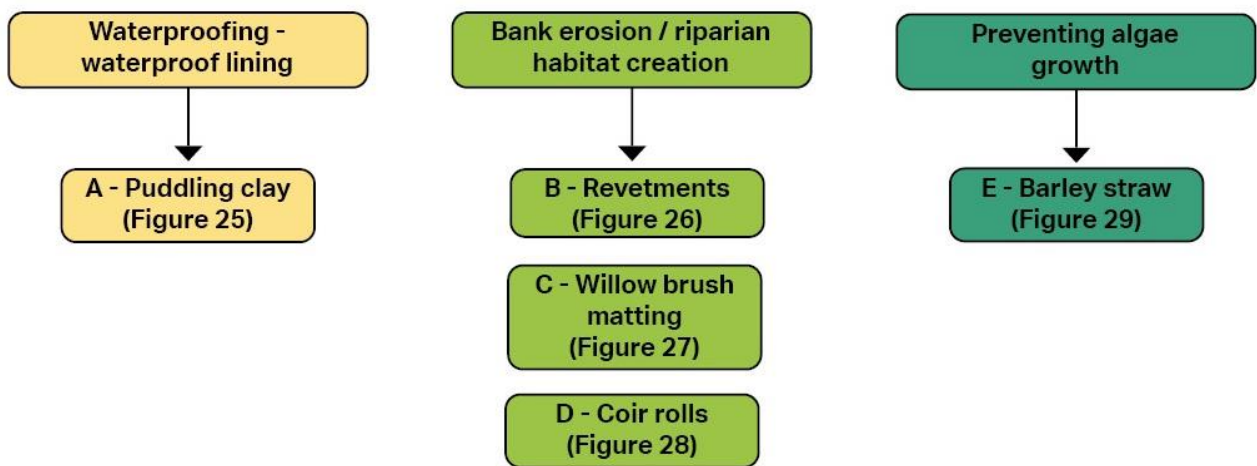 Waterproofing -
waterproof lining
A - Puddling clay
(Figure 25)
Bank erosion / riparian
habitat creation
B - Revetments
(Figure 26)
C - Willow brush
matting
(Figure 27)
D - Coir rolls
(Figure 28)
Preventing algae
growth
E - Barley straw
(Figure 29)